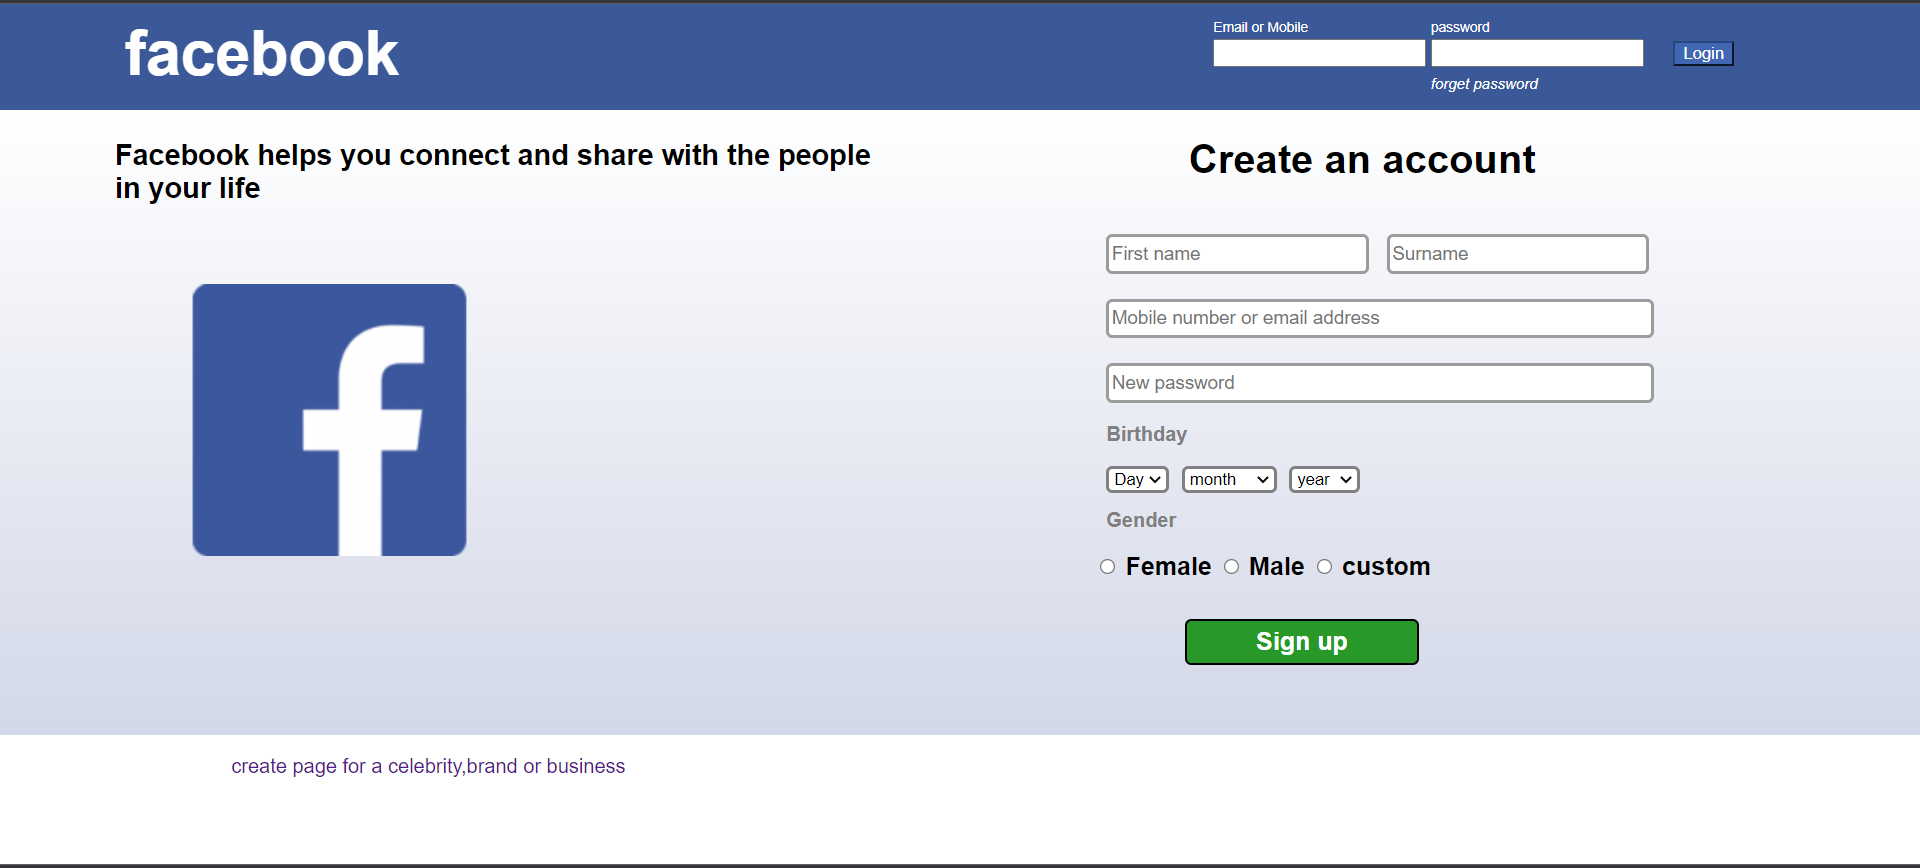 facebook
Email or Mobile
password
Login
forget password
Facebook helps you connect and share with the people
in your life
Create an account
First name
Surname
Mobile number or email address
New password
Birthday
Day
month
year
Gender
Female
Male
custom
Sign up
create page for a celebrity,brand or business